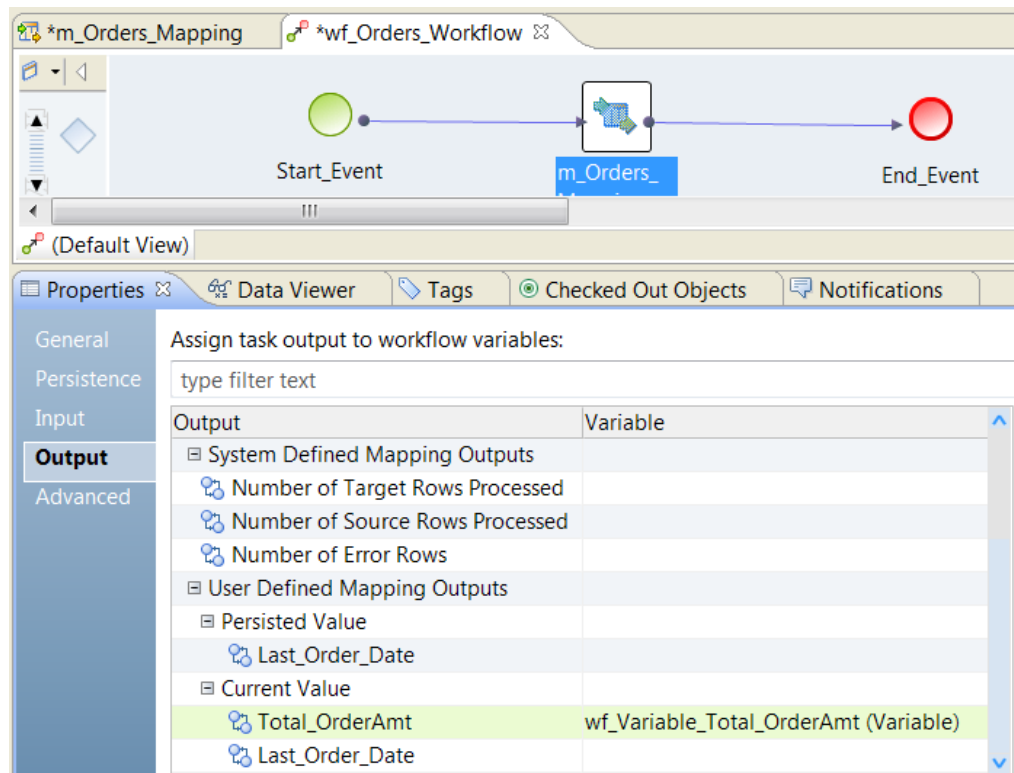 *m_Orders_Mapping
*wf_Orders_Workflow
Start_Event
m_Orders_
End_Event
(Default View)
Properties
Data Viewer
Tags
Checked Out Objects
Notifications
General
Persistence
Input
Output
Advanced
Assign task output to workflow variables:
type filter text
Output Variable
System Defined Mapping Outputs
Number of Target Rows Processed
Number of Source Rows Processed
Number of Error Rows
User Defined Mapping Outputs
Persisted Value
Last_Order_Date
Current Value
Total_OrderAmt wf_Variable_Total_OrderAmt (Variable)
Last_Order_Date